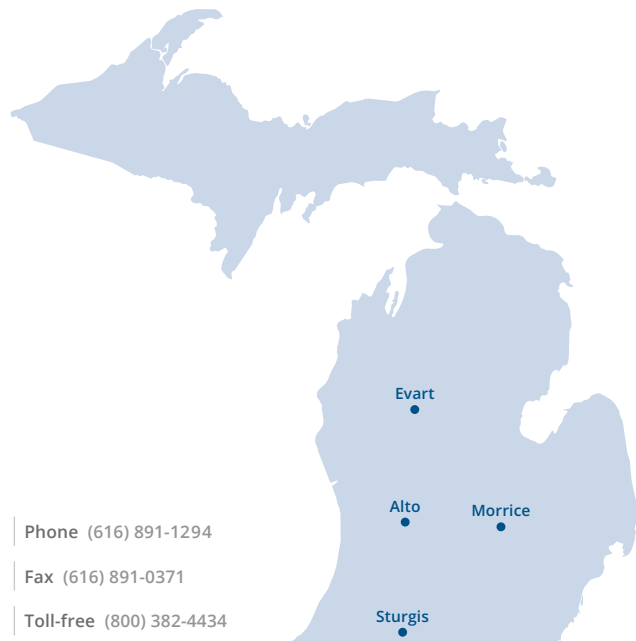 Evart
Alto
Morrice
Phone (616) 891-1294
Fax (616) 891-0371
Sturgis
Toll-free (800) 382-4434